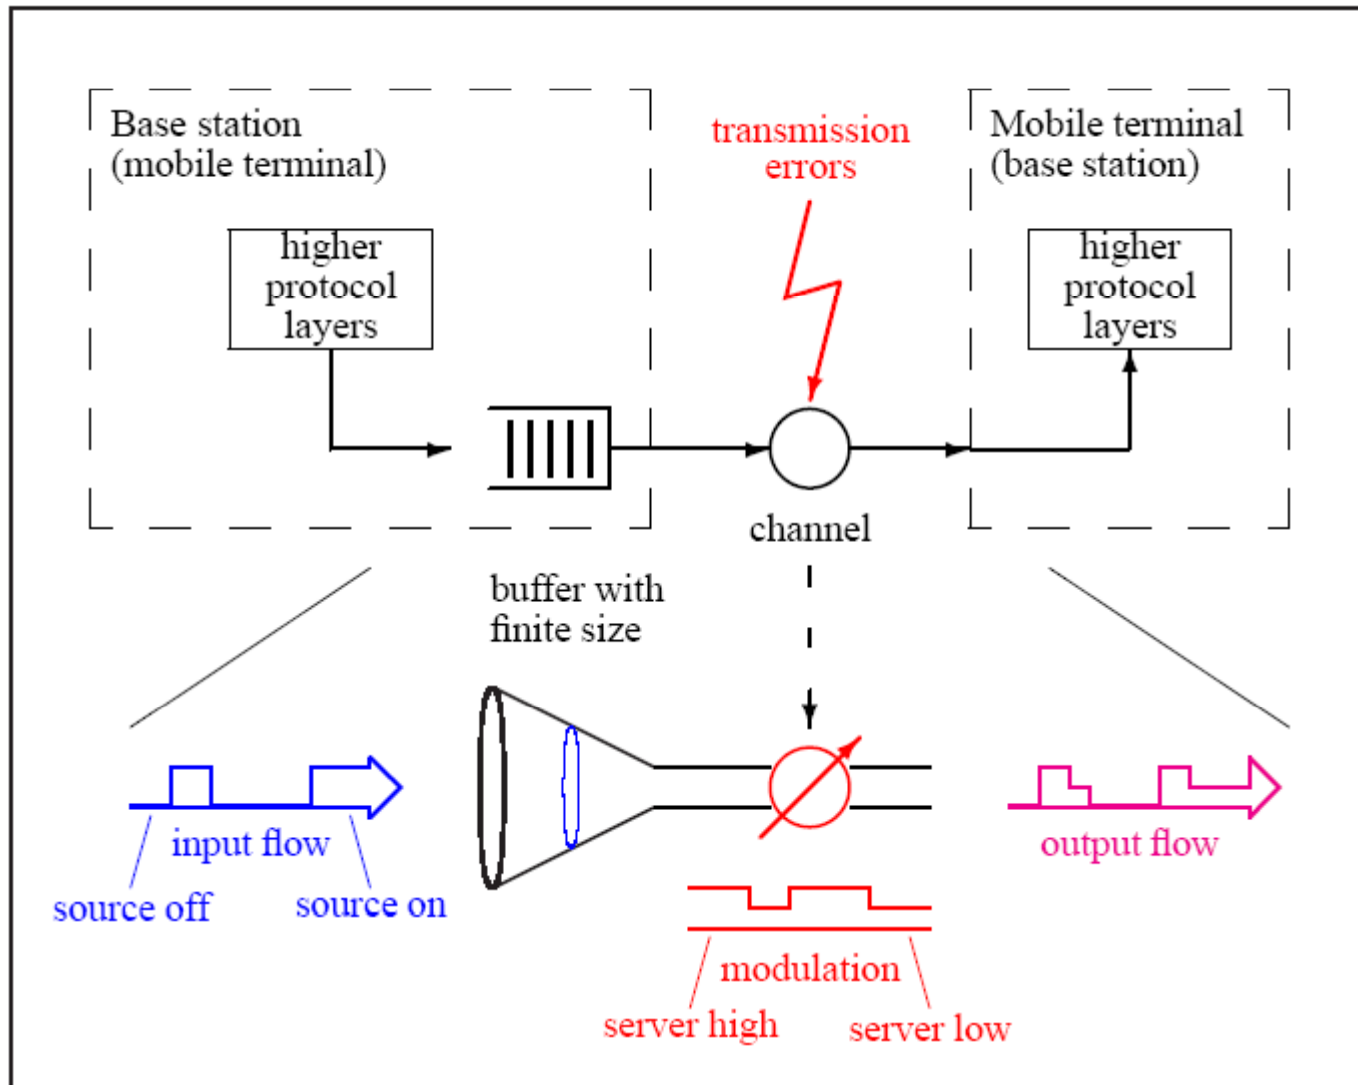 Base station
(mobile terminal)
transmission
errors
Mobile terminal
(base station)
higher
protocol
layers
higher
protocol
layers
channel
buffer with
finite size
input flow
source off
source on
output flow
modulation
server high
server low